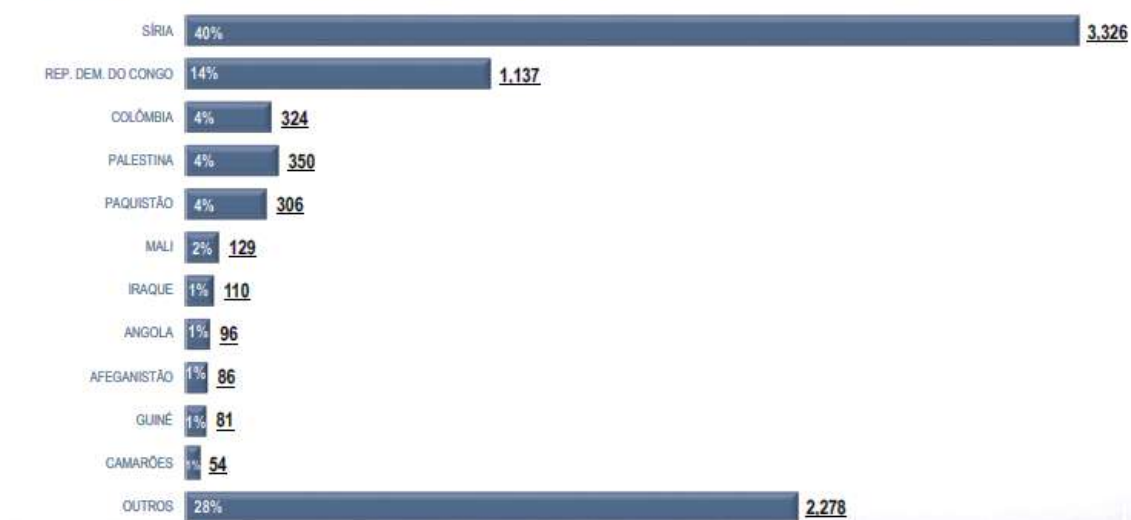 SÍRIA 40% 3,326
REP. DEM. DO CONGO 14% 1,137
COLÔMBIA 4% 324
PALESTINA 4% 350
PAQUISTÃO 4% 306
MALI 2% 129
IRAQUE 1% 110
ANGOLA 1% 96
AFEGANISTÃO 1% 86
GUINÉ 1% 81
CAMARÕES 1% 54
OUTROS 28% 2,278